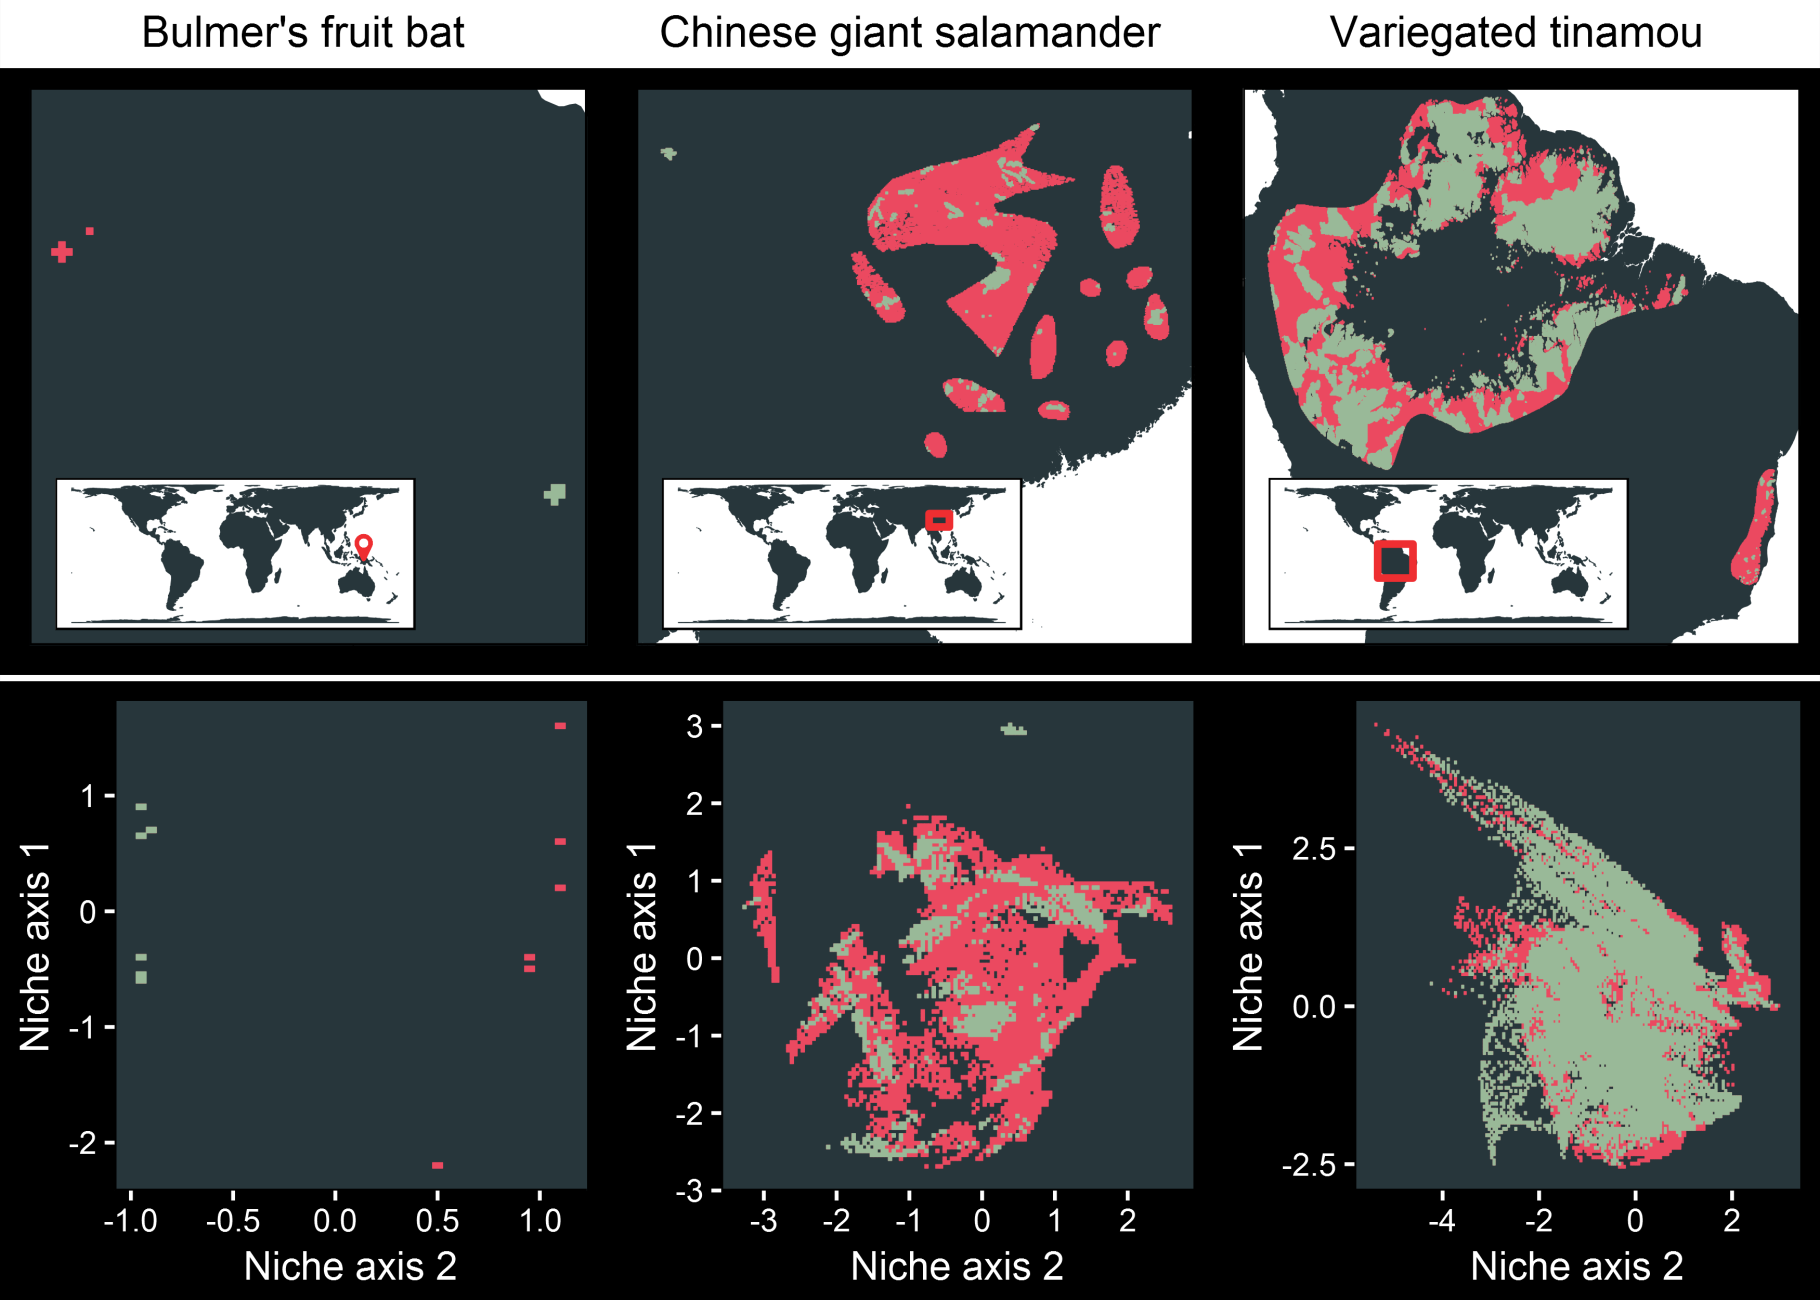 Bulmer's fruit bat
Chinese giant salamander
Variegated tinamou
Niche axis 1
1
0
-1
-2
-1.0 -0.5 0.0 0.5 1.0
Niche axis 2
Niche axis 1
3
2
1
0
-1
-2
-3
-3 -2 -1 0 1 2
Niche axis 2
Niche axis 1
2.5
0.0
-2.5
-4 -2 0 2
Niche axis 2